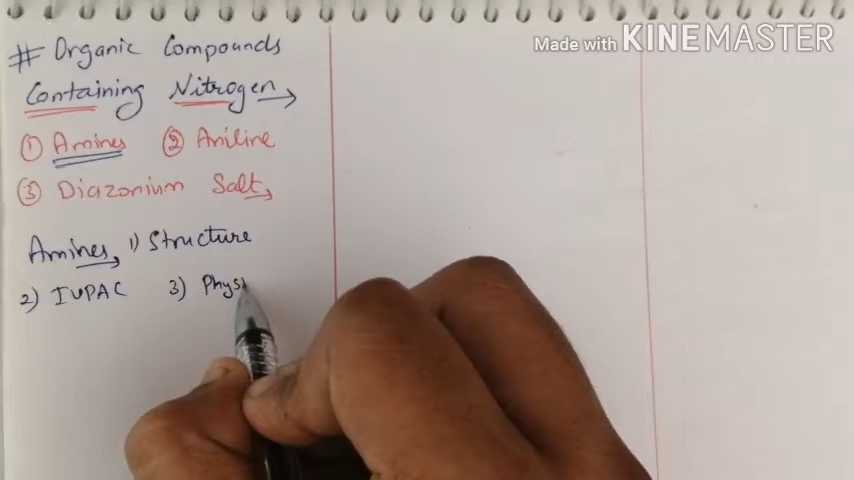 # Organic Compounds
Containing Nitrogen →
① Amines ② Aniline
③ Diazonium Salt →
Amines → 1) Structure
2) IUPAC 3) Physi
Made with KINEMASTER